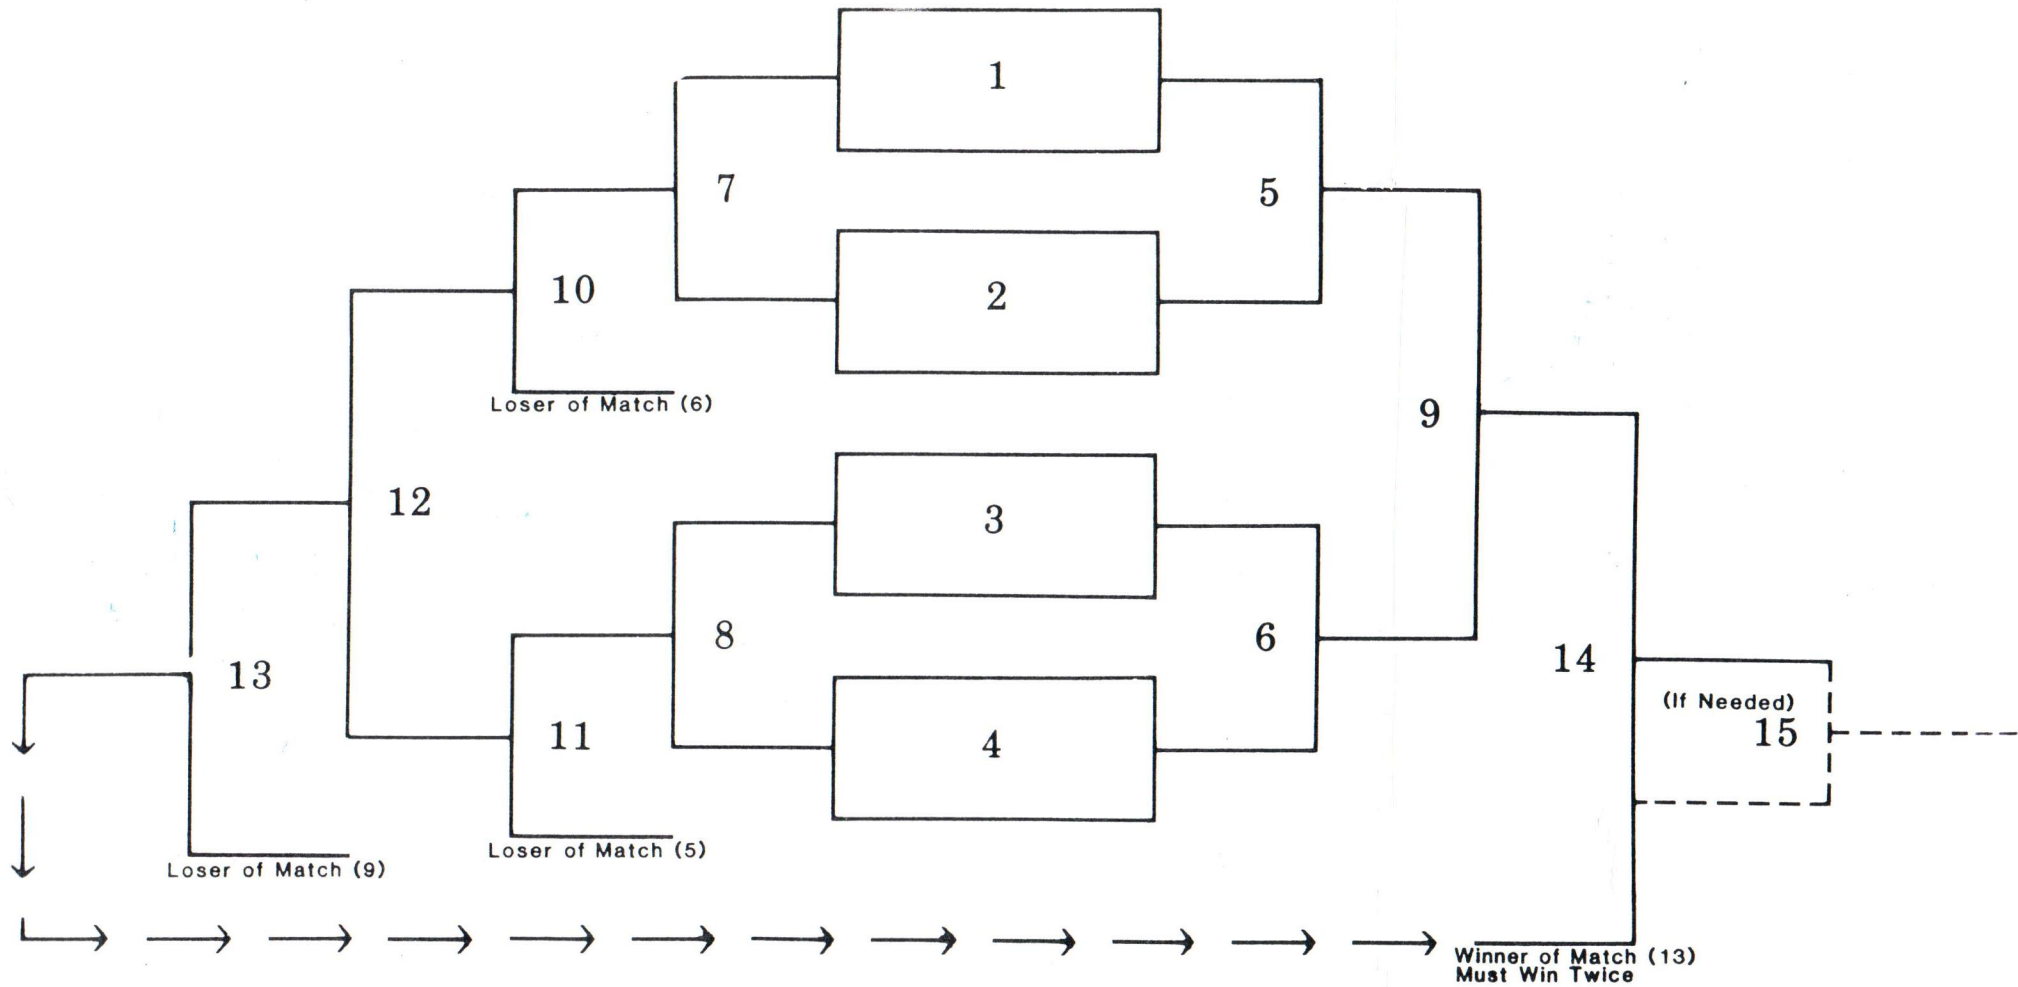 1
7
5
10
2
Loser of Match (6)
9
12
3
8
6
13
14
(If Needed)
15
11
4
Loser of Match (5)
Loser of Match (9)
Winner of Match (13)
Must Win Twice